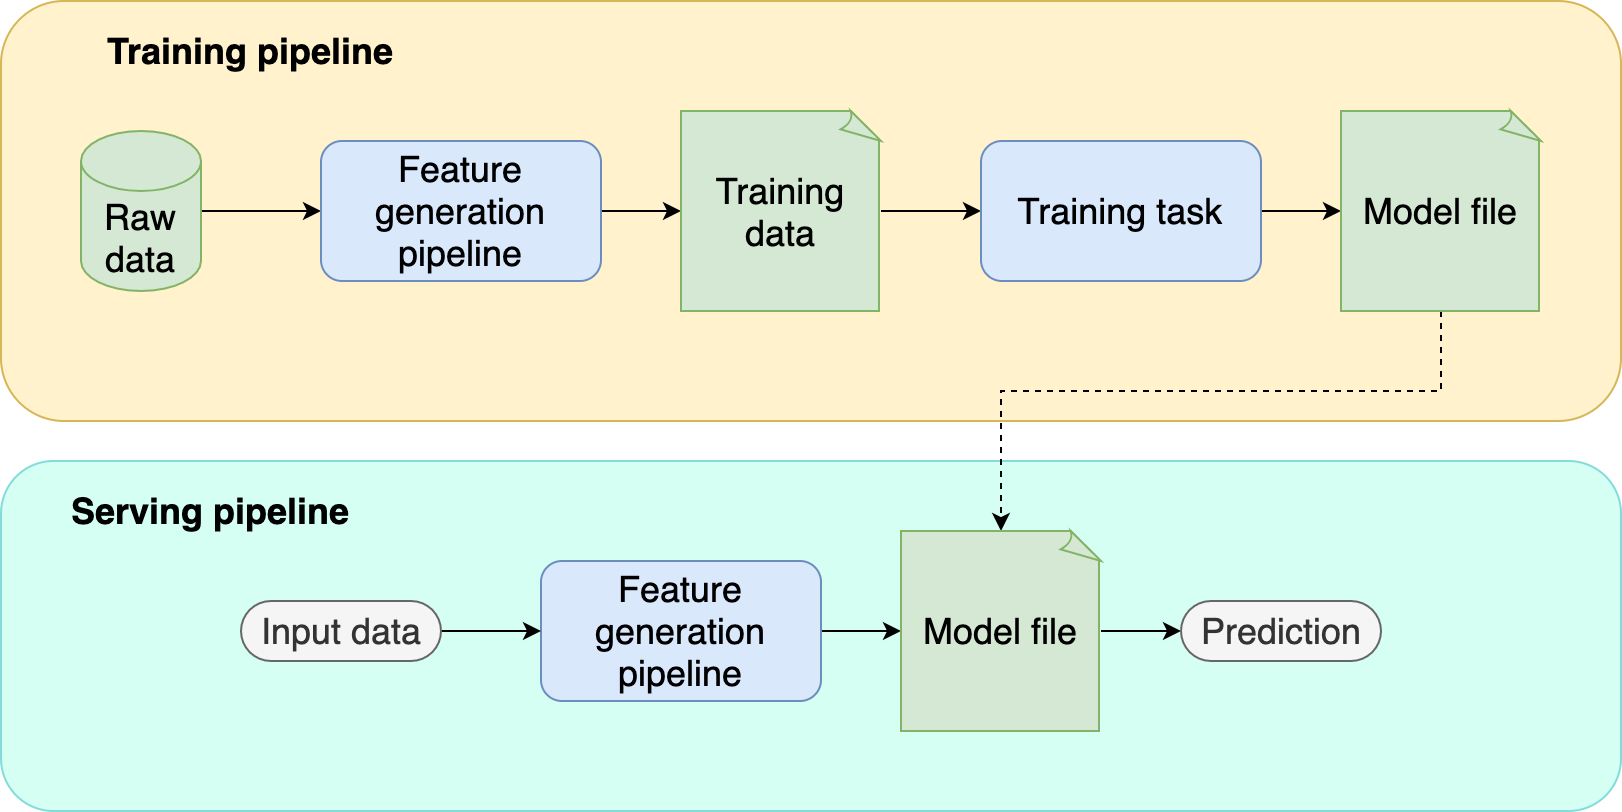 Training pipeline
Raw
data
Feature
generation
pipeline
Training
data
Training task
Model file
Serving pipeline
Input data
Feature
generation
pipeline
Model file
Prediction